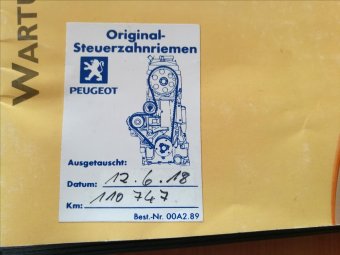 WARTU
Original-
Steuerzahnriemen
PEUGEOT
Ausgetauscht:
Datum: 12.6.18
Km: 110 747
Best.-Nr. 00A2.89